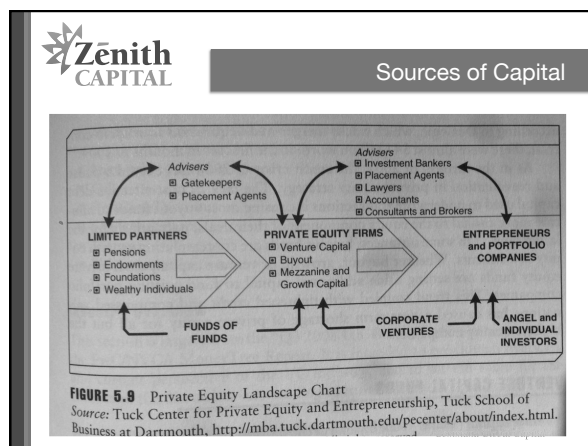 Zēnith
CAPITAL
Sources of Capital
Advisers
Gatekeepers
Placement Agents
Advisers
Investment Bankers
Placement Agents
Lawyers
Accountants
Consultants and Brokers
LIMITED PARTNERS
Pensions
Endowments
Foundations
Wealthy Individuals
PRIVATE EQUITY FIRMS
Venture Capital
Buyout
Mezzanine and
Growth Capital
ENTREPRENEURS
and PORTFOLIO
COMPANIES
FUNDS OF
FUNDS
CORPORATE
VENTURES
ANGEL and
INDIVIDUAL
INVESTORS
FIGURE 5.9 Private Equity Landscape Chart
Source: Tuck Center for Private Equity and Entrepreneurship, Tuck School of
Business at Dartmouth, http://mba.tuck.dartmouth.edu/pecenter/about/index.html.